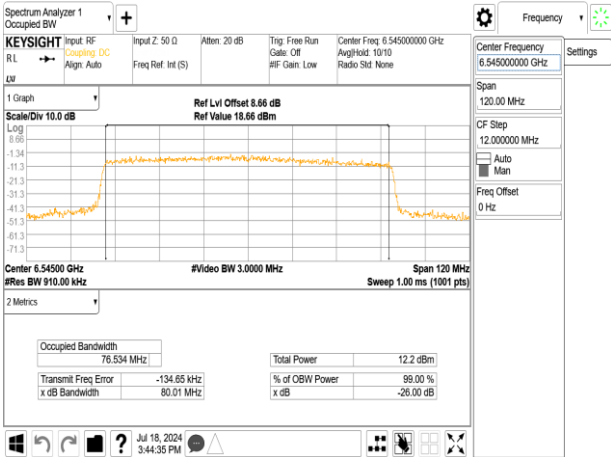 Spectrum Analyzer 1
Occupied BW
KEYSIGHT
RL
Input: RF
Coupling: DC
Align: Auto
Input Z: 50 Ω
Freq Ref: Int (S)
Atten: 20 dB
Trig: Free Run
Gate: Off
#IF Gain: Low
Center Freq: 6.545000000 GHz
Avg|Hold: 10/10
Radio Std: None
LXI
1 Graph
Scale/Div 10.0 dB
Ref Lvl Offset 8.66 dB
Ref Value 18.66 dBm
Log
8.66
-1.34
-11.3
-21.3
-31.3
-41.3
-51.3
-61.3
-71.3
Center 6.54500 GHz
#Res BW 910.00 kHz
#Video BW 3.0000 MHz
Span 120 MHz
Sweep 1.00 ms (1001 pts)
2 Metrics
Occupied Bandwidth
76.534 MHz
Transmit Freq Error -134.65 kHz
x dB Bandwidth 80.01 MHz
Total Power 12.2 dBm
% of OBW Power 99.00 %
x dB -26.00 dB
Jul 18, 2024
3:44:35 PM
Frequency
Settings
Center Frequency
6.545000000 GHz
Span
120.00 MHz
CF Step
12.000000 MHz
Auto
Man
Freq Offset
0 Hz